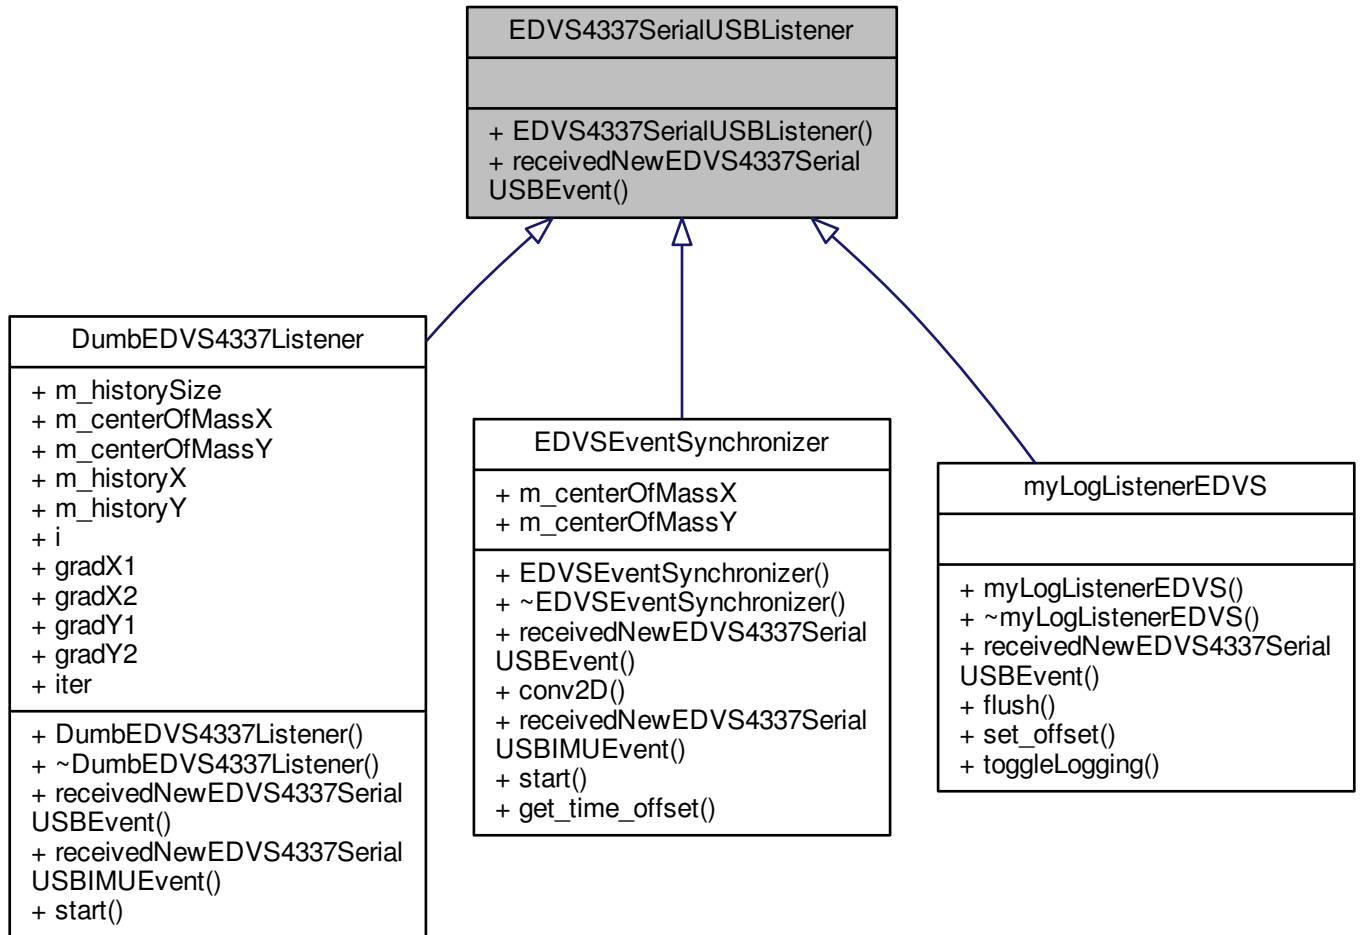 EDVS4337SerialUSBListener
+ EDVS4337SerialUSBListener()
+ receivedNewEDVS4337Serial
USBEvent()
DumbEDVS4337Listener
+ m_historySize
+ m_centerOfMassX
+ m_centerOfMassY
+ m_historyX
+ m_historyY
+ i
+ gradX1
+ gradX2
+ gradY1
+ gradY2
+ iter
+ DumbEDVS4337Listener()
+ ~DumbEDVS4337Listener()
+ receivedNewEDVS4337Serial
USBEvent()
+ receivedNewEDVS4337Serial
USBIMUEvent()
+ start()
EDVSEventSynchronizer
+ m_centerOfMassX
+ m_centerOfMassY
+ EDVSEventSynchronizer()
+ ~EDVSEventSynchronizer()
+ receivedNewEDVS4337Serial
USBEvent()
+ conv2D()
+ receivedNewEDVS4337Serial
USBIMUEvent()
+ start()
+ get_time_offset()
myLogListenerEDVS
+ myLogListenerEDVS()
+ ~myLogListenerEDVS()
+ receivedNewEDVS4337Serial
USBEvent()
+ flush()
+ set_offset()
+ toggleLogging()